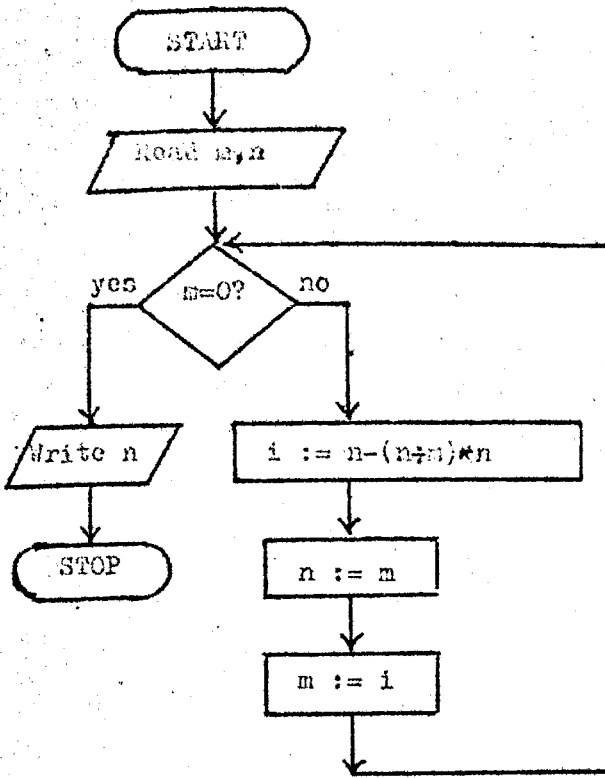 START
Read m,n
m=0?
yes
no
Write n
i := n-(n÷m)*n
STOP
n := m
m := i